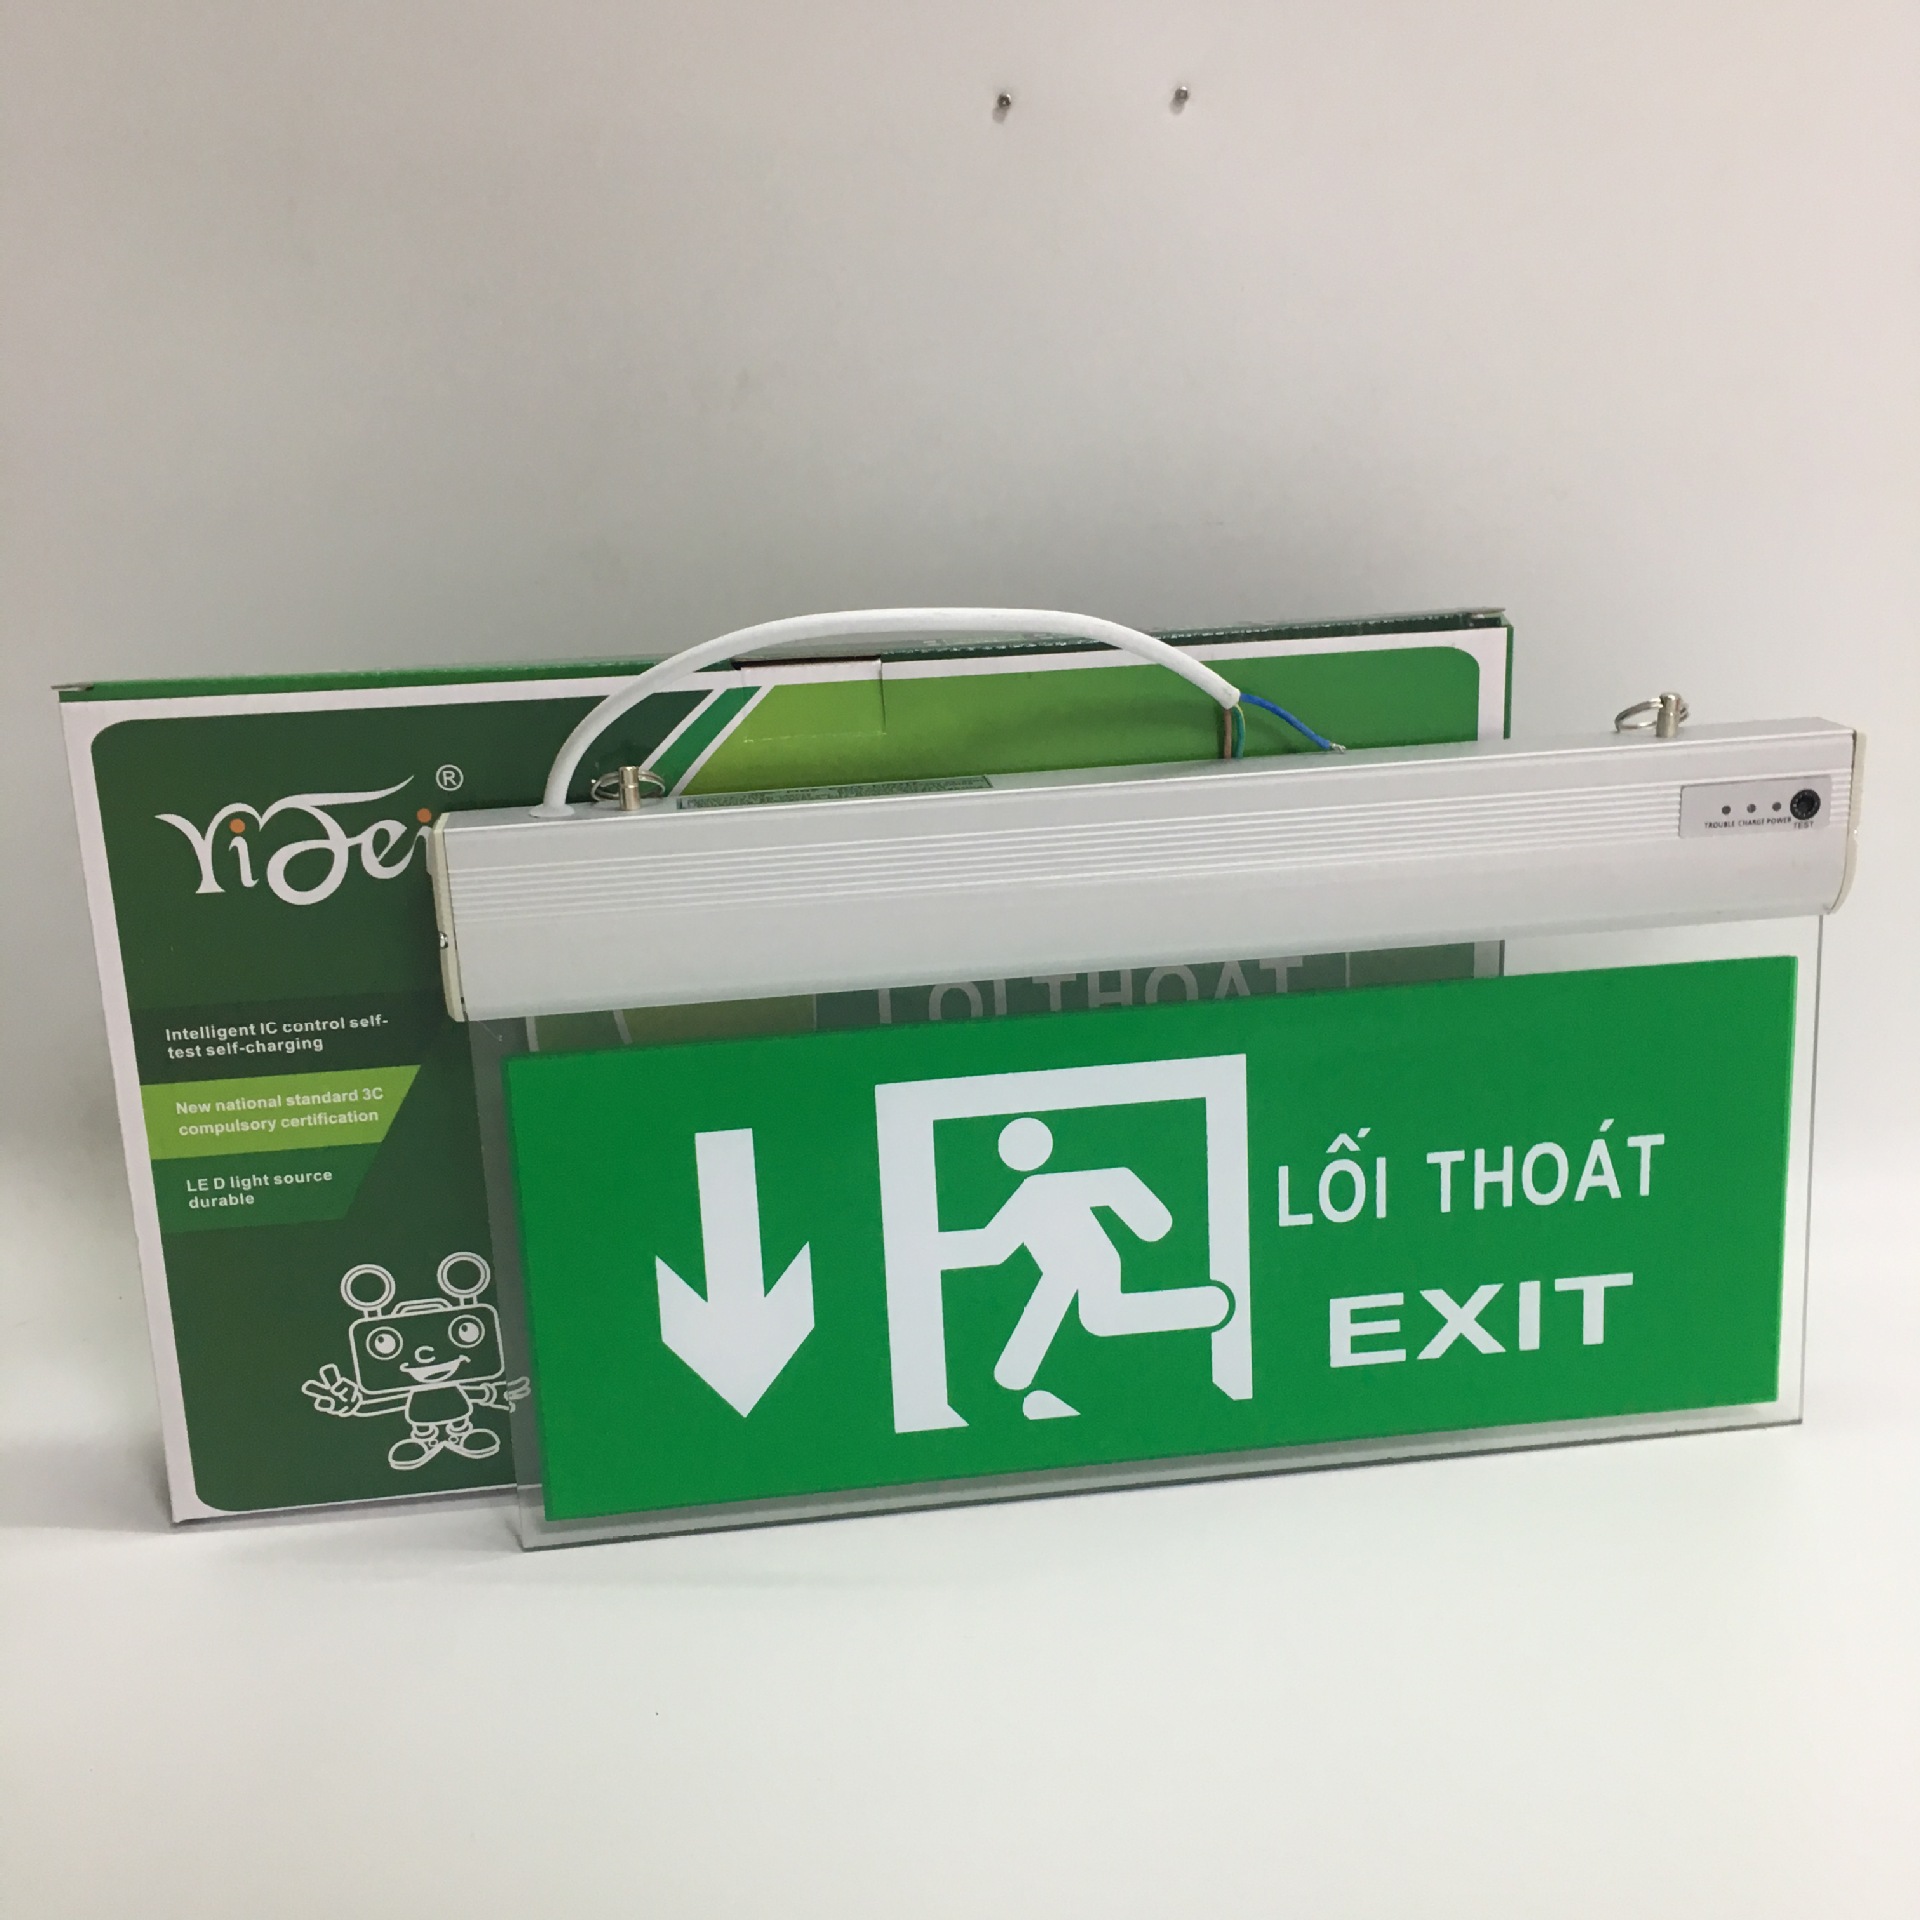 YiFei®
Intelligent IC control self-
test self-charging
New national standard 3C
compulsory certification
LE D light source
durable
C
TROUBLE CHARGE POWER
TEST
LỐI THOÁT
LỐI THOÁT
EXIT